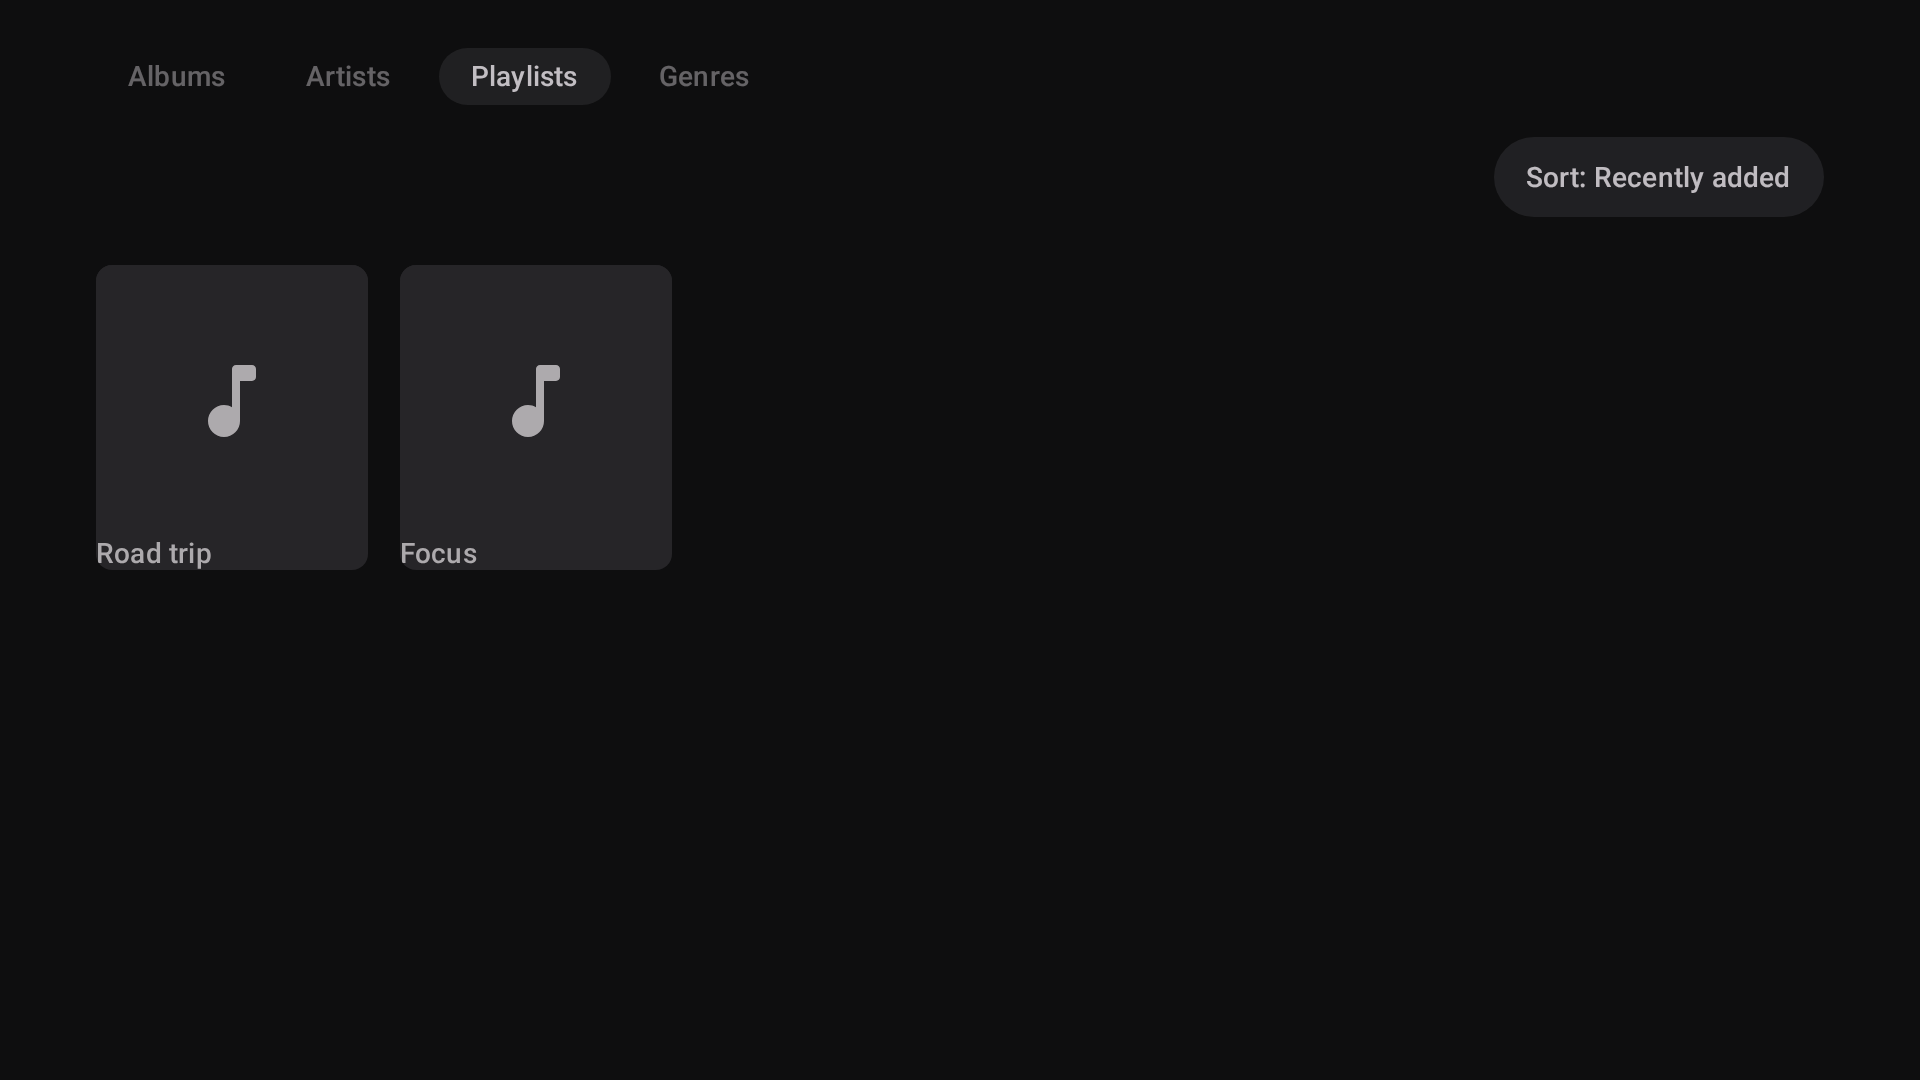 Albums
Artists
Playlists
Genres
Sort: Recently added
Road trip
Focus